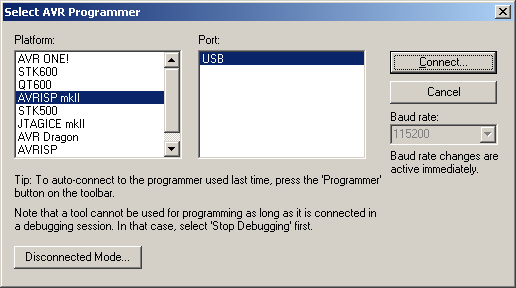 Select AVR Programmer
Platform:
Port:
AVR ONE!
STK600
QT600
AVRISP mkII
STK500
JTAGICE mkII
AVR Dragon
AVRISP
USB
Connect...
Cancel
Baud rate:
115200
Baud rate changes are
active immediately.
Tip: To auto-connect to the programmer used last time, press the 'Programmer'
button on the toolbar.
Note that a tool cannot be used for programming as long as it is connected in
a debugging session. In that case, select 'Stop Debugging' first.
Disconnected Mode...